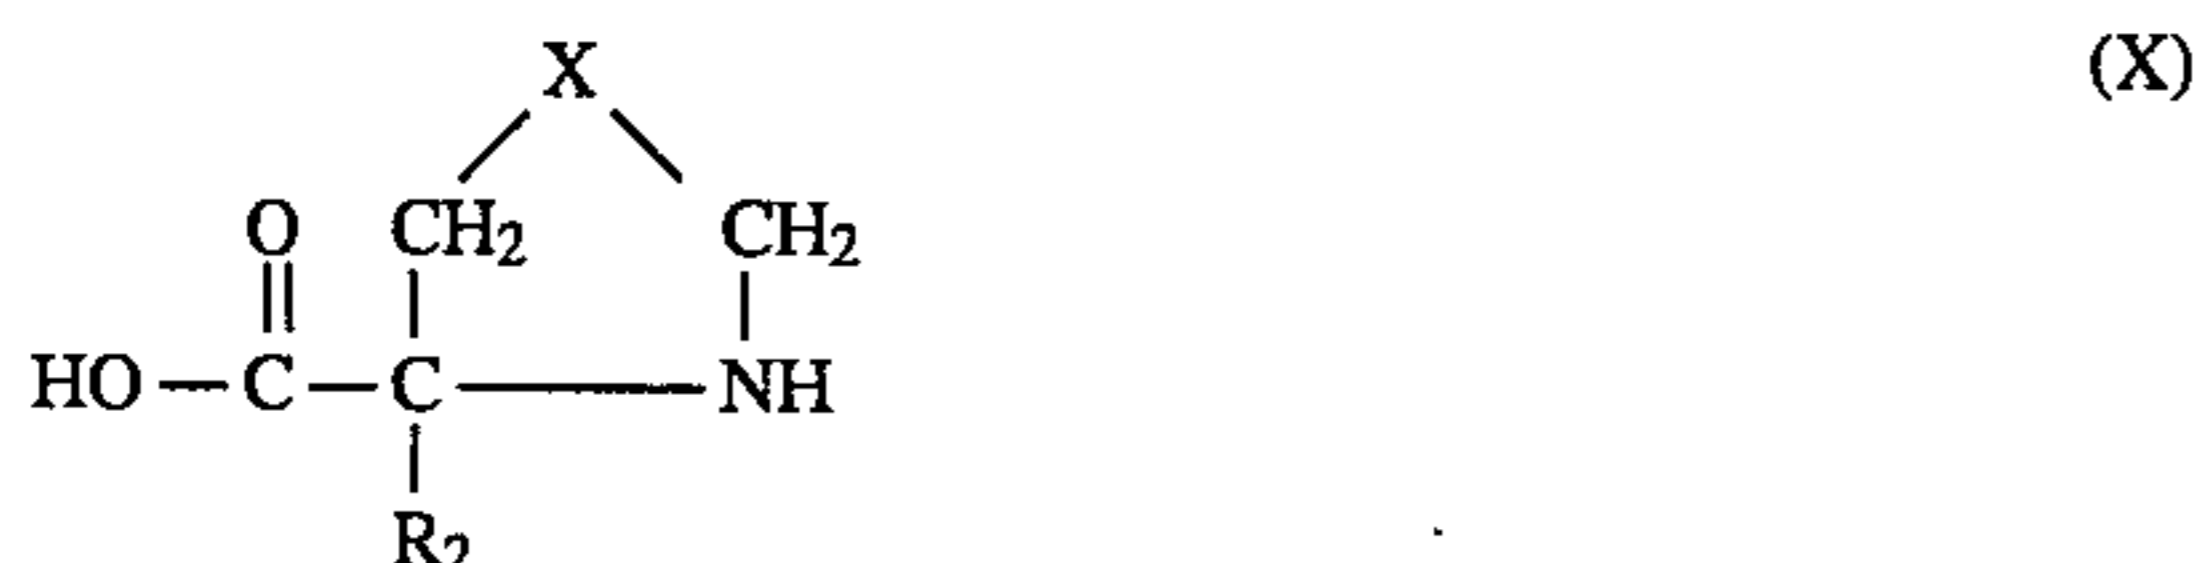 X (X)
O CH₂ CH₂
HO C C NH
R₂